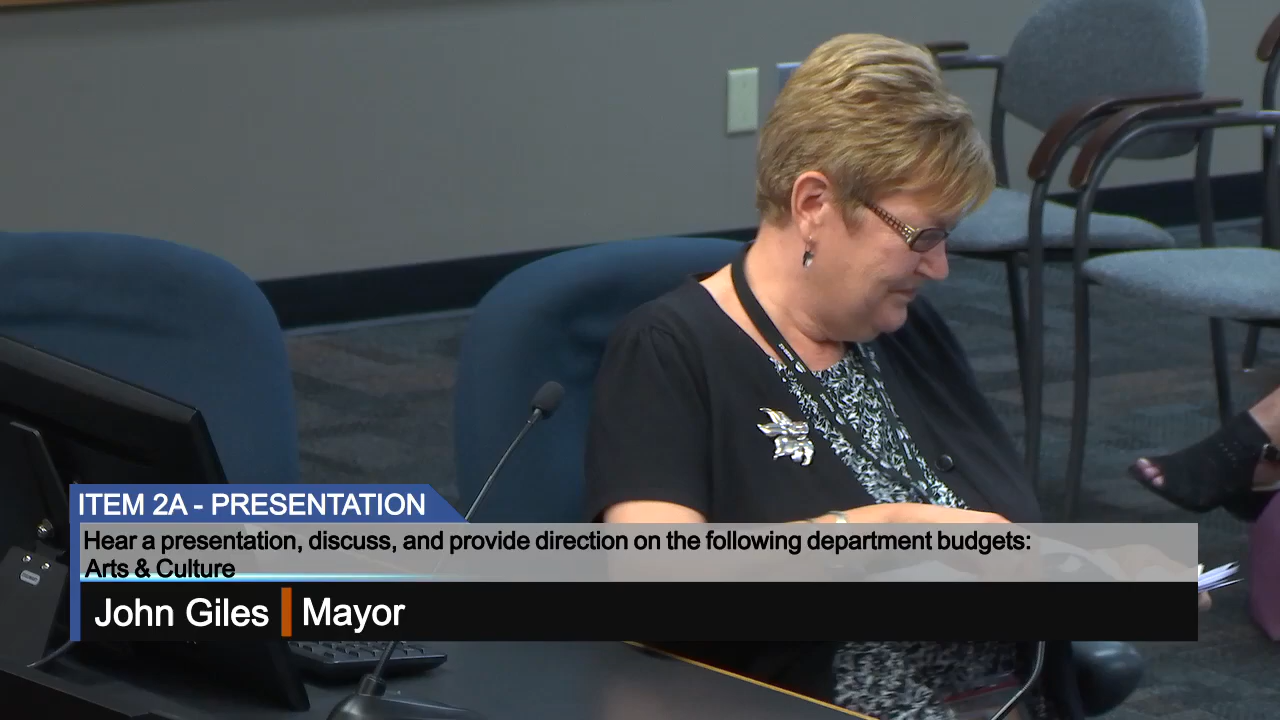 ITEM 2A - PRESENTATION
Hear a presentation, discuss, and provide direction on the following department budgets:
Arts & Culture
John Giles | Mayor